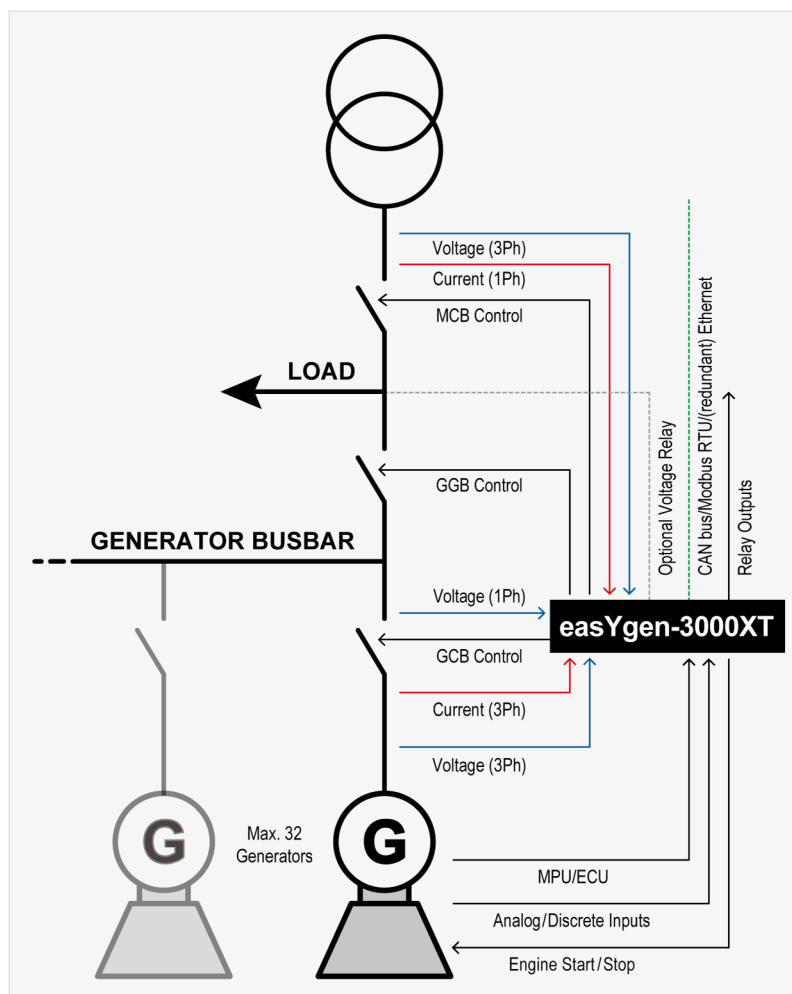 Voltage (3Ph)
Current (1Ph)
MCB Control
LOAD
GGB Control
Optional Voltage Relay
CAN bus/Modbus RTU/(redundant) Ethernet
Relay Outputs
GENERATOR BUSBAR
Voltage (1Ph)
easYgen-3000XT
GCB Control
Current (3Ph)
Voltage (3Ph)
G
Max. 32
Generators
G
MPU/ECU
Analog/Discrete Inputs
Engine Start/Stop